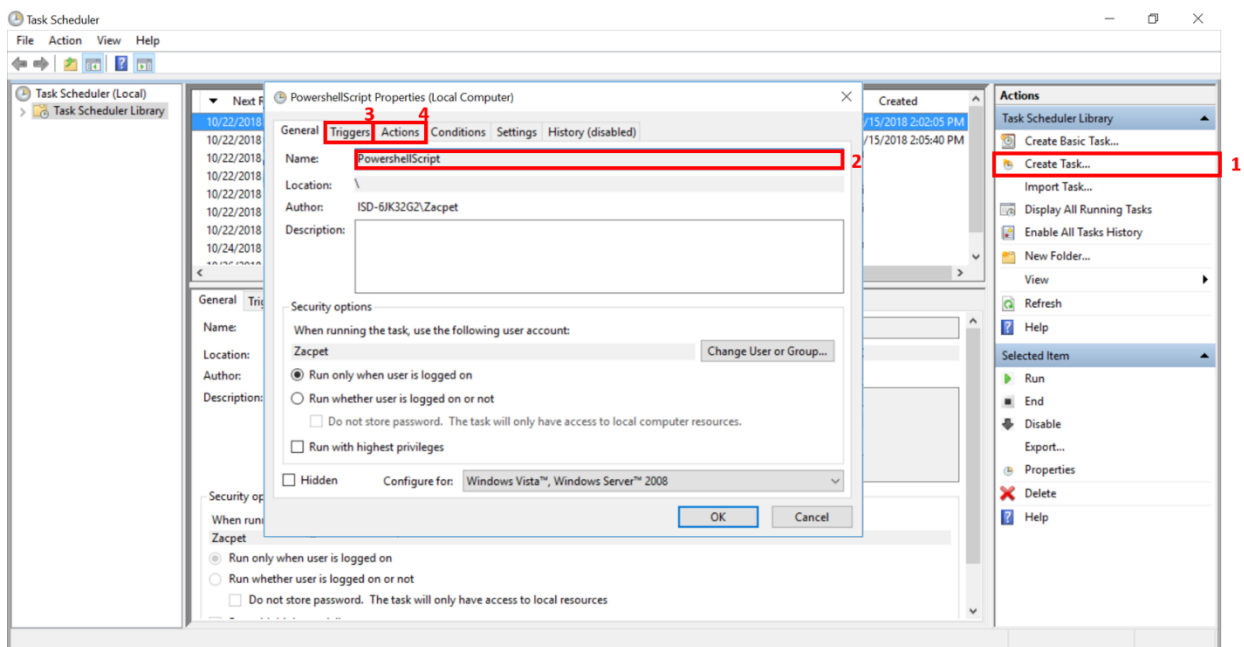 Task Scheduler
File Action View Help
Task Scheduler (Local)
Task Scheduler Library
Next Created
10/22/2018 /15/2018 2:02:05 PM
10/22/2018 /15/2018 2:05:40 PM
10/22/2018
10/22/2018
10/22/2018
10/22/2018
10/22/2018
10/24/2018
General
Name:
Location:
Author:
Description:
Security
When
Zacpet
Run only when user is logged on
Run whether user is logged on or not
Do not store password. The task will only have access to local resources
PowershellScript Properties (Local Computer)
3 4
General Triggers Actions Conditions Settings History (disabled)
Name: PowershellScript 2
Location: \
Author: ISD-6JK32G2\Zacpet
Description:
Security options
When running the task, use the following user account:
Zacpet Change User or Group...
Run only when user is logged on
Run whether user is logged on or not
Do not store password. The task will only have access to local computer resources.
Run with highest privileges
Hidden Configure for: Windows Vista™, Windows Server™ 2008
OK Cancel
Actions
Task Scheduler Library
Create Basic Task...
Create Task... 1
Import Task...
Display All Running Tasks
Enable All Tasks History
New Folder...
View
Refresh
Help
Selected Item
Run
End
Disable
Export...
Properties
Delete
Help